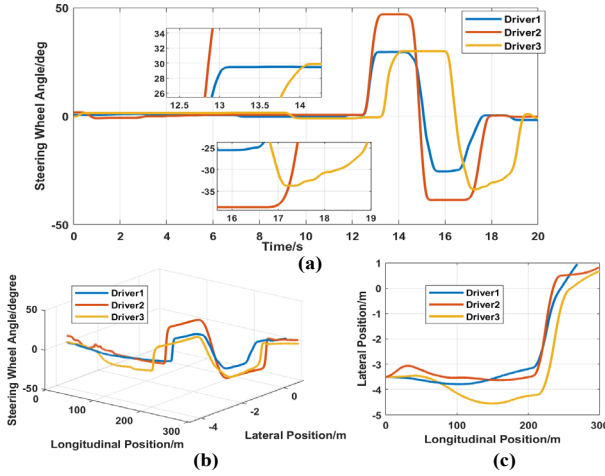 50
0
-50
Steering Wheel Angle/deg
34
32
30
28
26
12.5 13 13.5 14
-25
-30
-35
16 17 18 19
Driver1
Driver2
Driver3
0 2 4 6 8 10 12 14 16 18 20
Time/s
(a)
Steering Wheel Angle/degree
50
0
-50
0
100
200
300
-4
-2
0
Driver1
Driver2
Driver3
Longitudinal Position/m
Lateral Position/m
(b)
Lateral Position/m
1
0
-1
-2
-3
-4
-5
Driver1
Driver2
Driver3
0 100 200 300
Longitudinal Position/m
(c)